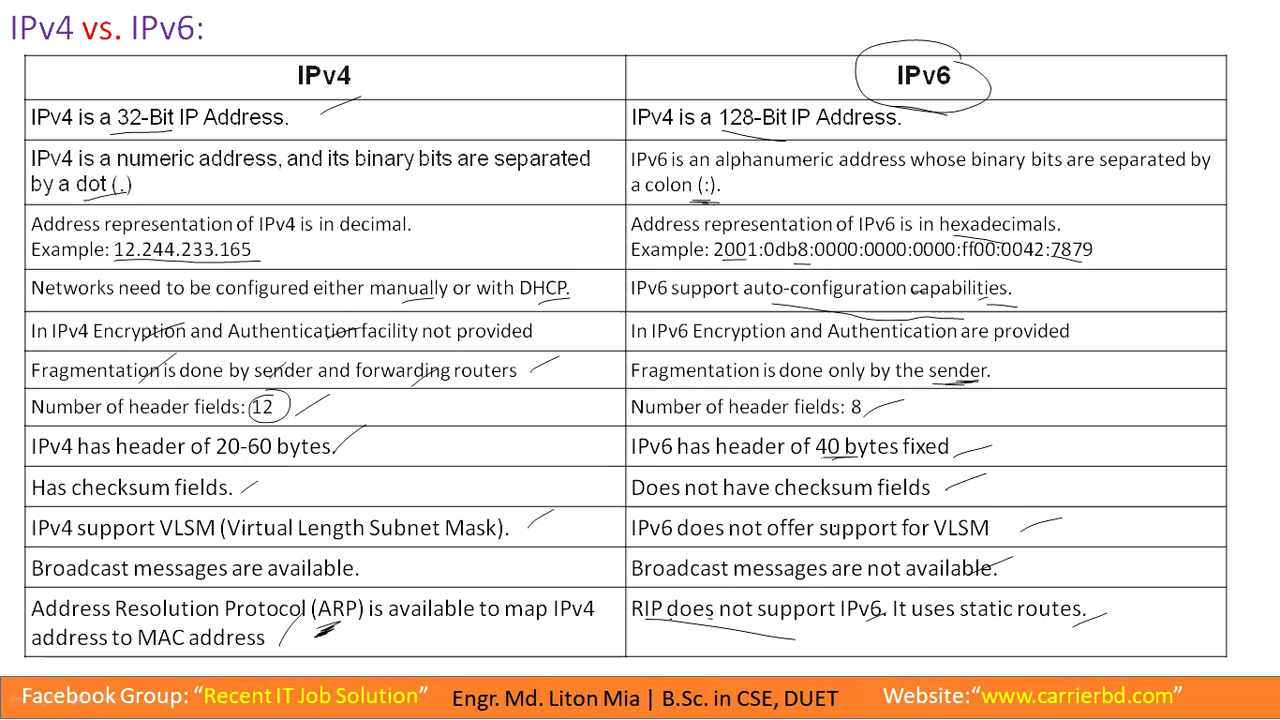 IPv4 vs. IPv6:
IPv4
IPv6
IPv4 is a 32-Bit IP Address.
IPv4 is a 128-Bit IP Address.
IPv4 is a numeric address, and its binary bits are separated
by a dot (.)
IPv6 is an alphanumeric address whose binary bits are separated by
a colon (:).
Address representation of IPv4 is in decimal.
Example: 12.244.233.165
Address representation of IPv6 is in hexadecimals.
Example: 2001:0db8:0000:0000:0000:ff00:0042:7879
Networks need to be configured either manually or with DHCP.
IPv6 support auto-configuration capabilities.
In IPv4 Encryption and Authentication facility not provided
In IPv6 Encryption and Authentication are provided
Fragmentation is done by sender and forwarding routers
Fragmentation is done only by the sender.
Number of header fields: 12
Number of header fields: 8
IPv4 has header of 20-60 bytes.
IPv6 has header of 40 bytes fixed
Has checksum fields.
Does not have checksum fields
IPv4 support VLSM (Virtual Length Subnet Mask).
IPv6 does not offer support for VLSM
Broadcast messages are available.
Broadcast messages are not available.
Address Resolution Protocol (ARP) is available to map IPv4
address to MAC address
RIP does not support IPv6. It uses static routes.
Facebook Group: “Recent IT Job Solution”
Engr. Md. Liton Mia | B.Sc. in CSE, DUET
Website:“www.carrierbd.com”